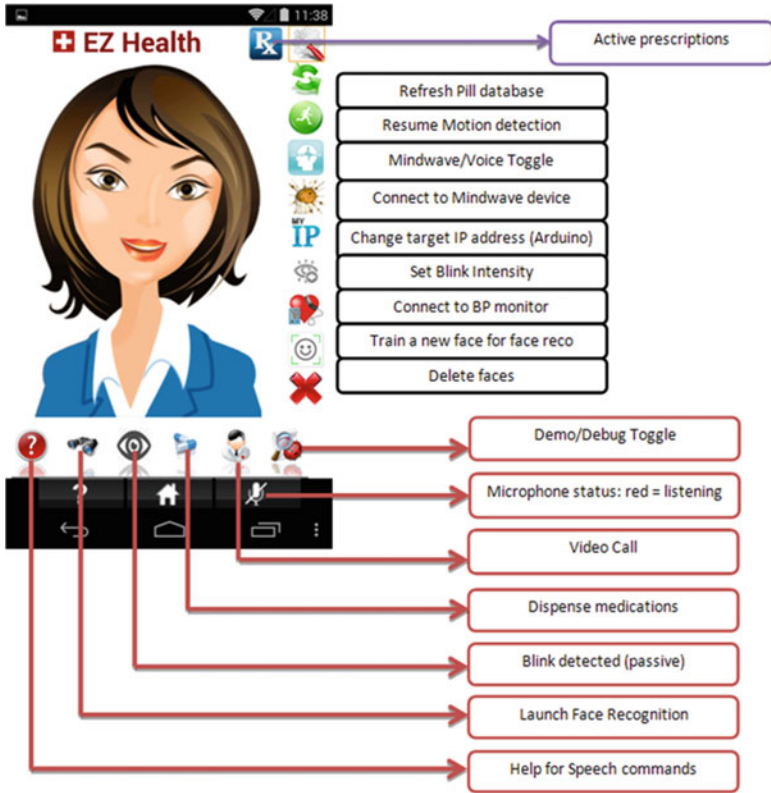 11:38
EZ Health
Rx
Active prescriptions
Refresh Pill database
Resume Motion detection
Mindwave/Voice Toggle
Connect to Mindwave device
MY
IP
Change target IP address (Arduino)
Set Blink Intensity
Connect to BP monitor
Train a new face for face reco
Delete faces
?
Demo/Debug Toggle
?
Microphone status: red = listening
Video Call
Dispense medications
Blink detected (passive)
Launch Face Recognition
Help for Speech commands